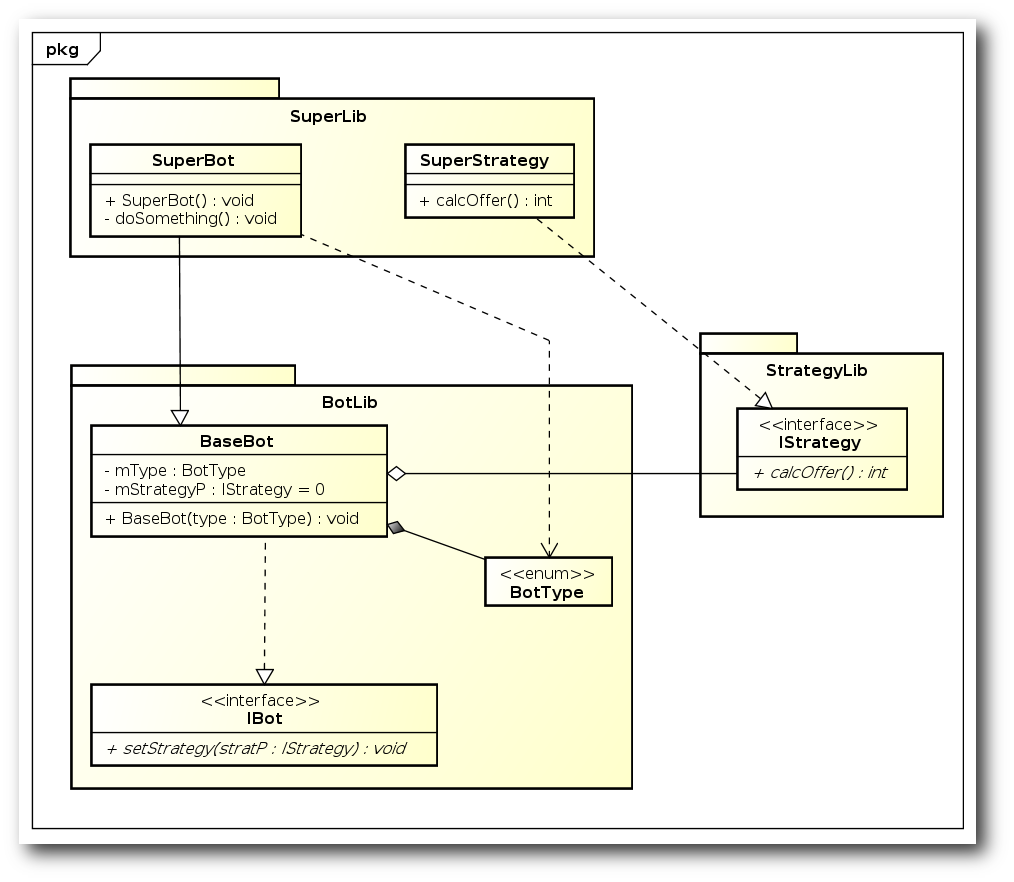 pkg
SuperLib
SuperBot
+ SuperBot() : void
- doSomething() : void
SuperStrategy
+ calcOffer() : int
StrategyLib
<<interface>>
IStrategy
+ calcOffer() : int
BotLib
BaseBot
- mType : BotType
- mStrategyP : IStrategy = 0
+ BaseBot(type : BotType) : void
<<enum>>
BotType
<<interface>>
IBot
+ setStrategy(stratP : IStrategy) : void